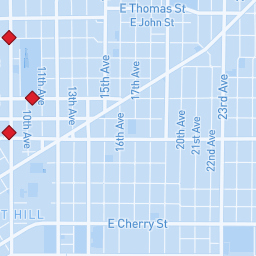 E Thomas St
E John St
11th Ave
10th Ave
13th Ave
15th Ave
17th Ave
16th Ave
20th Ave
21st Ave
22nd Ave
23rd Ave
T HILL
E Cherry St